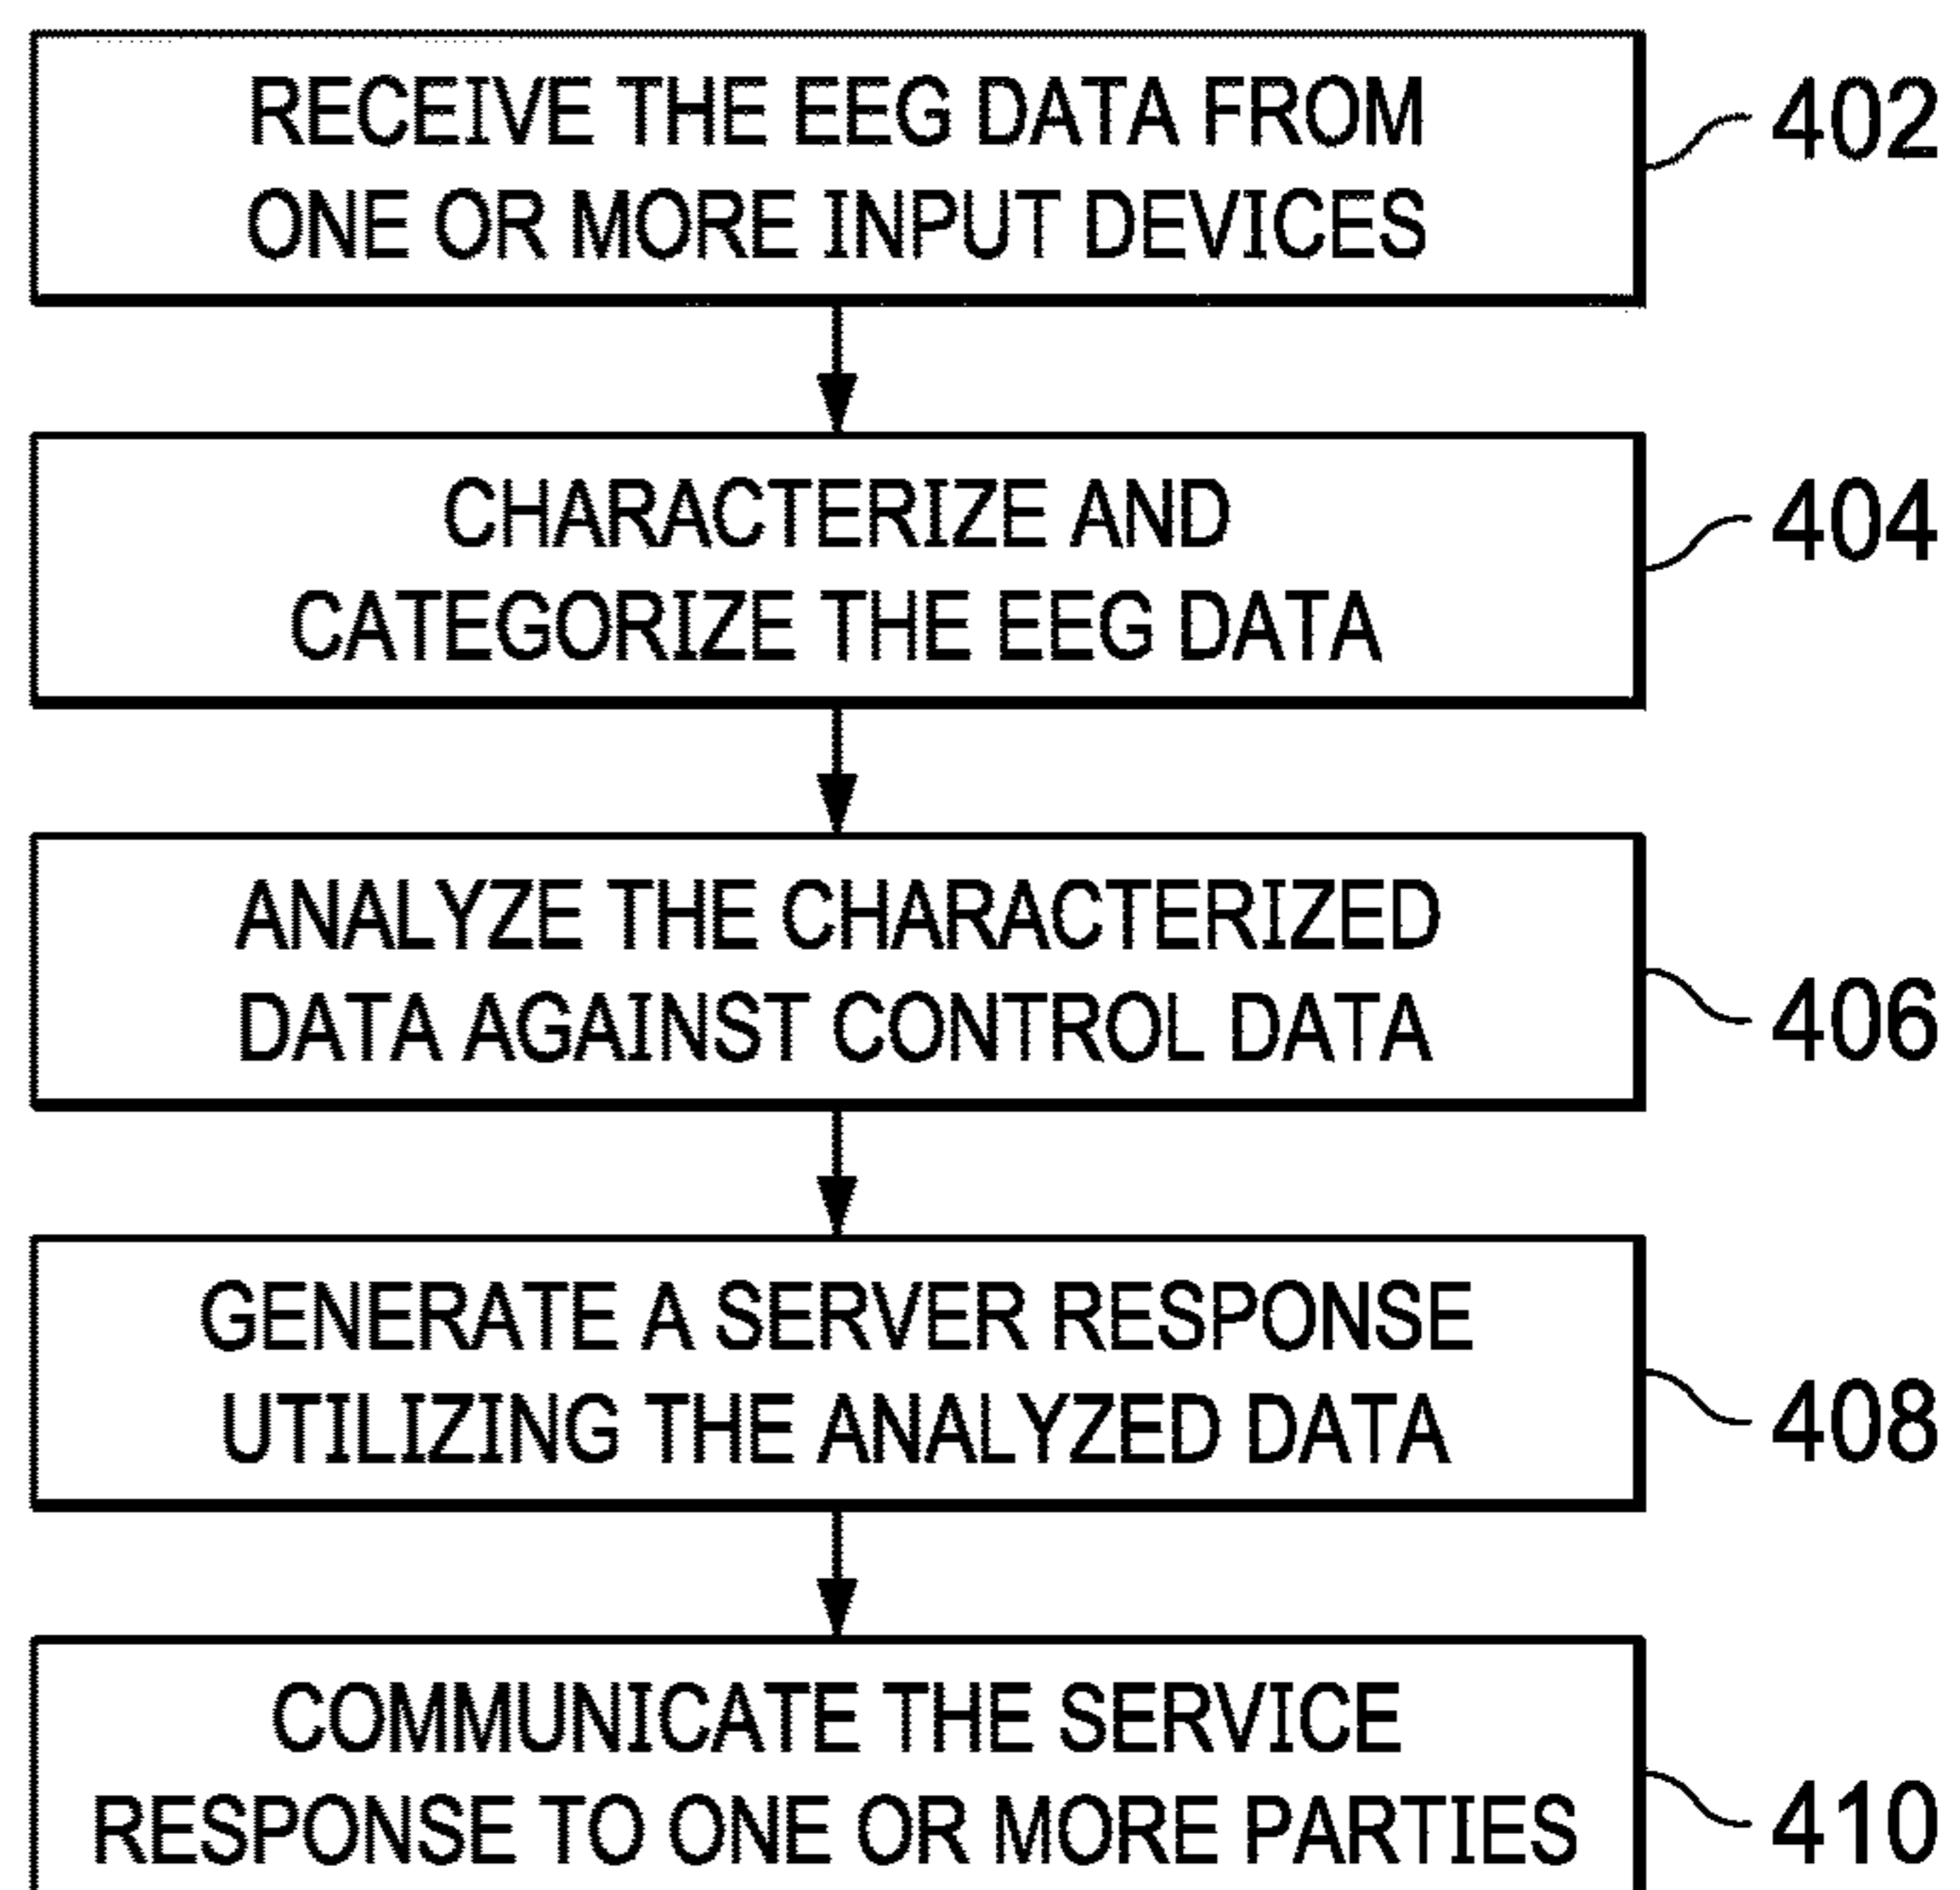 RECEIVE THE EEG DATA FROM
ONE OR MORE INPUT DEVICES
402
CHARACTERIZE AND
CATEGORIZE THE EEG DATA
404
ANALYZE THE CHARACTERIZED
DATA AGAINST CONTROL DATA
406
GENERATE A SERVER RESPONSE
UTILIZING THE ANALYZED DATA
408
COMMUNICATE THE SERVICE
RESPONSE TO ONE OR MORE PARTIES
410